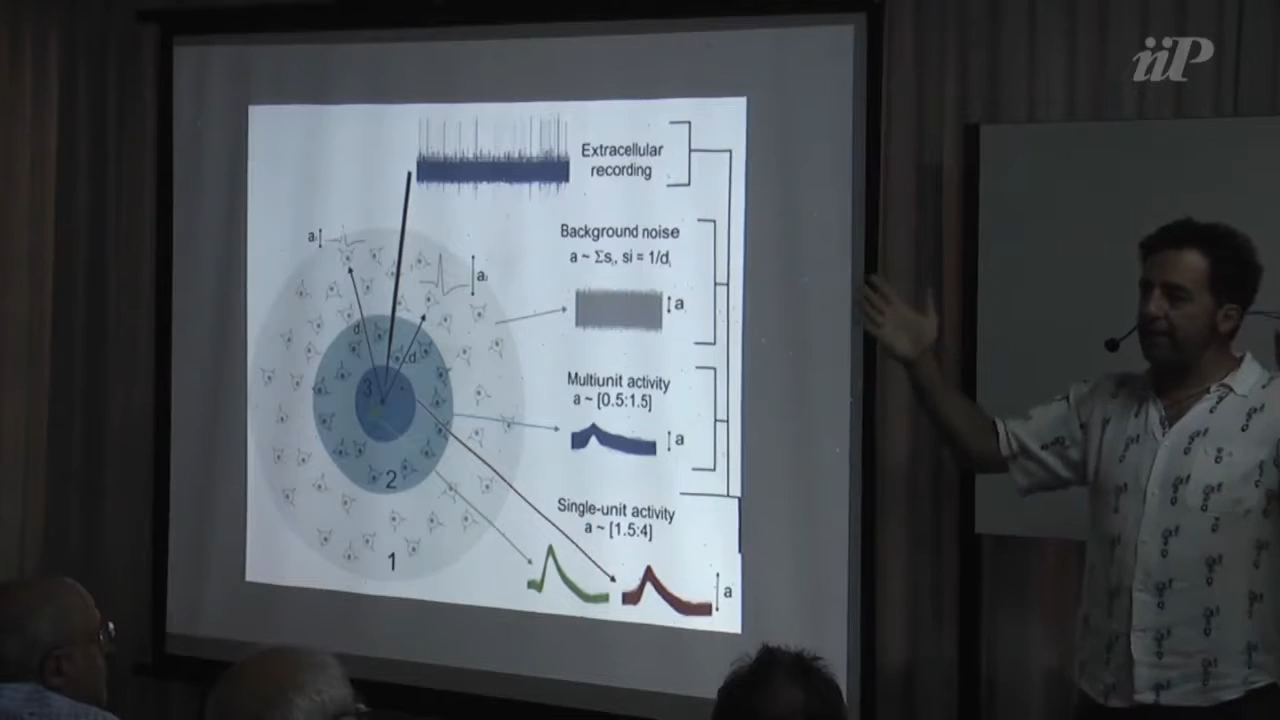 iiP
Extracellular
recording
Background noise
a ~ Σsᵢ, si = 1/dᵢ
a
a
a
d
d
3
Multiunit activity
a ~ [0.5:1.5]
a
2
Single-unit activity
a ~ [1.5:4]
1
a